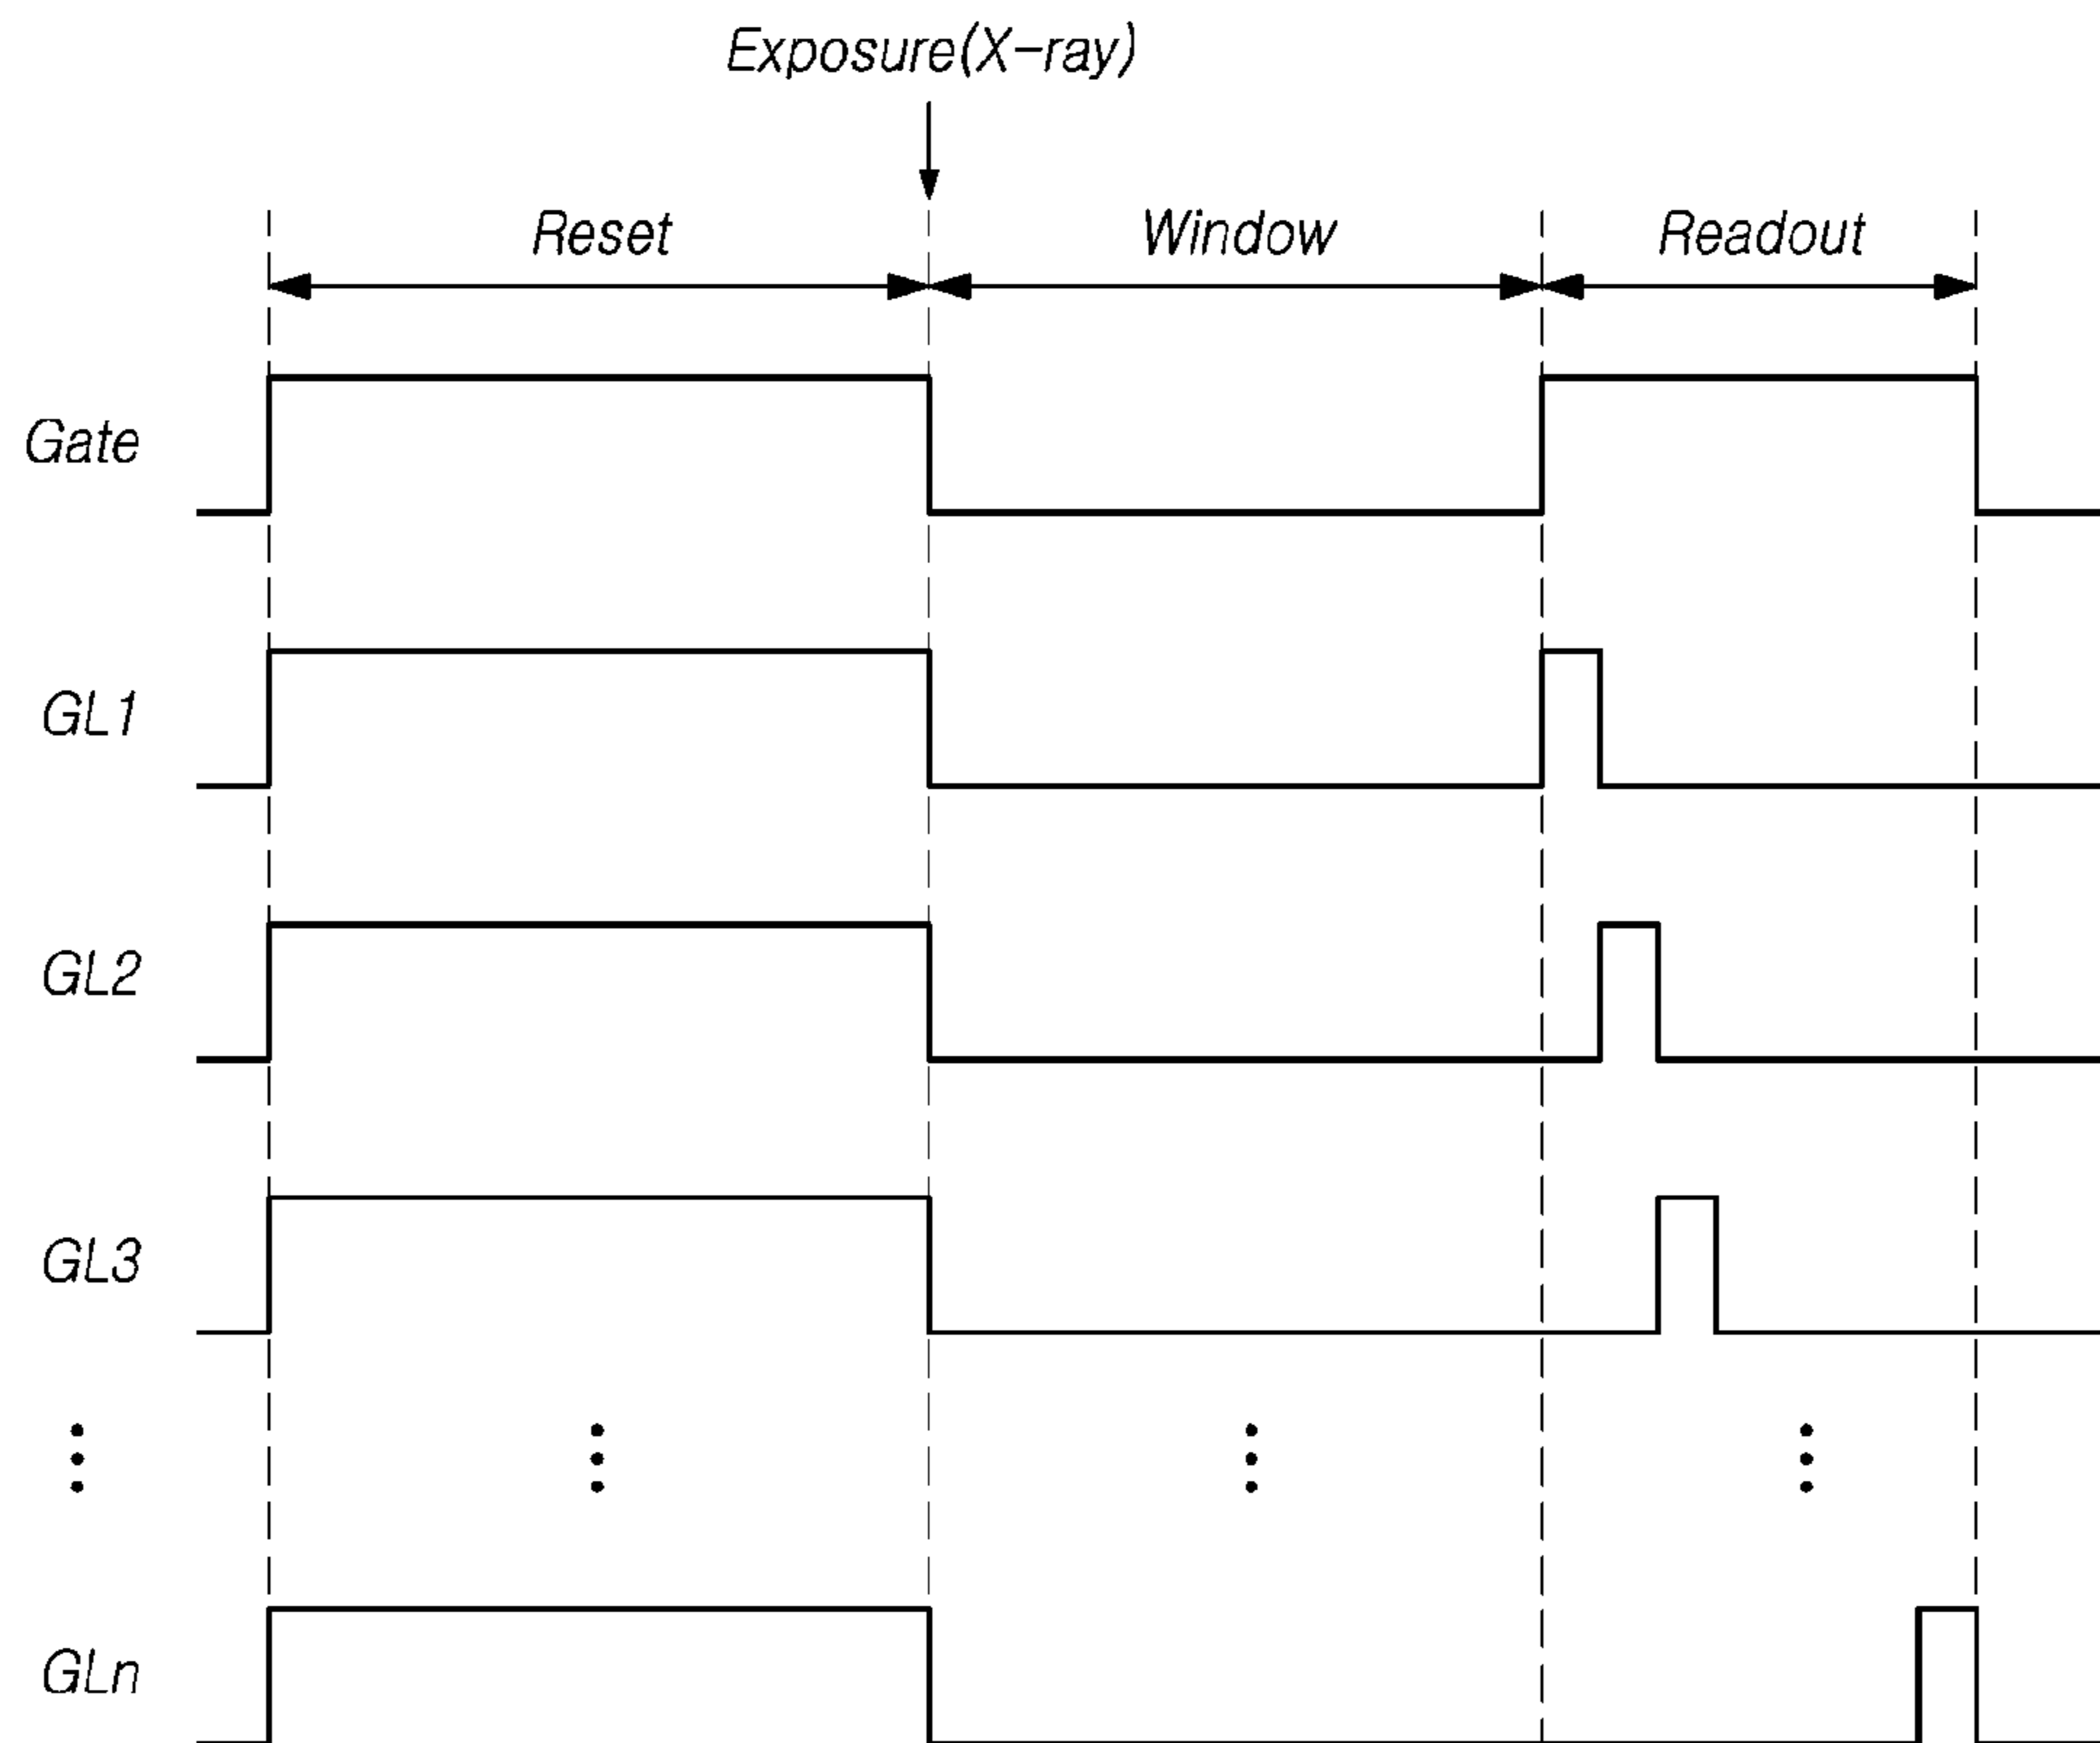 Exposure(X-ray)
Reset Window Readout
Gate
GL1
GL2
GL3
GLn